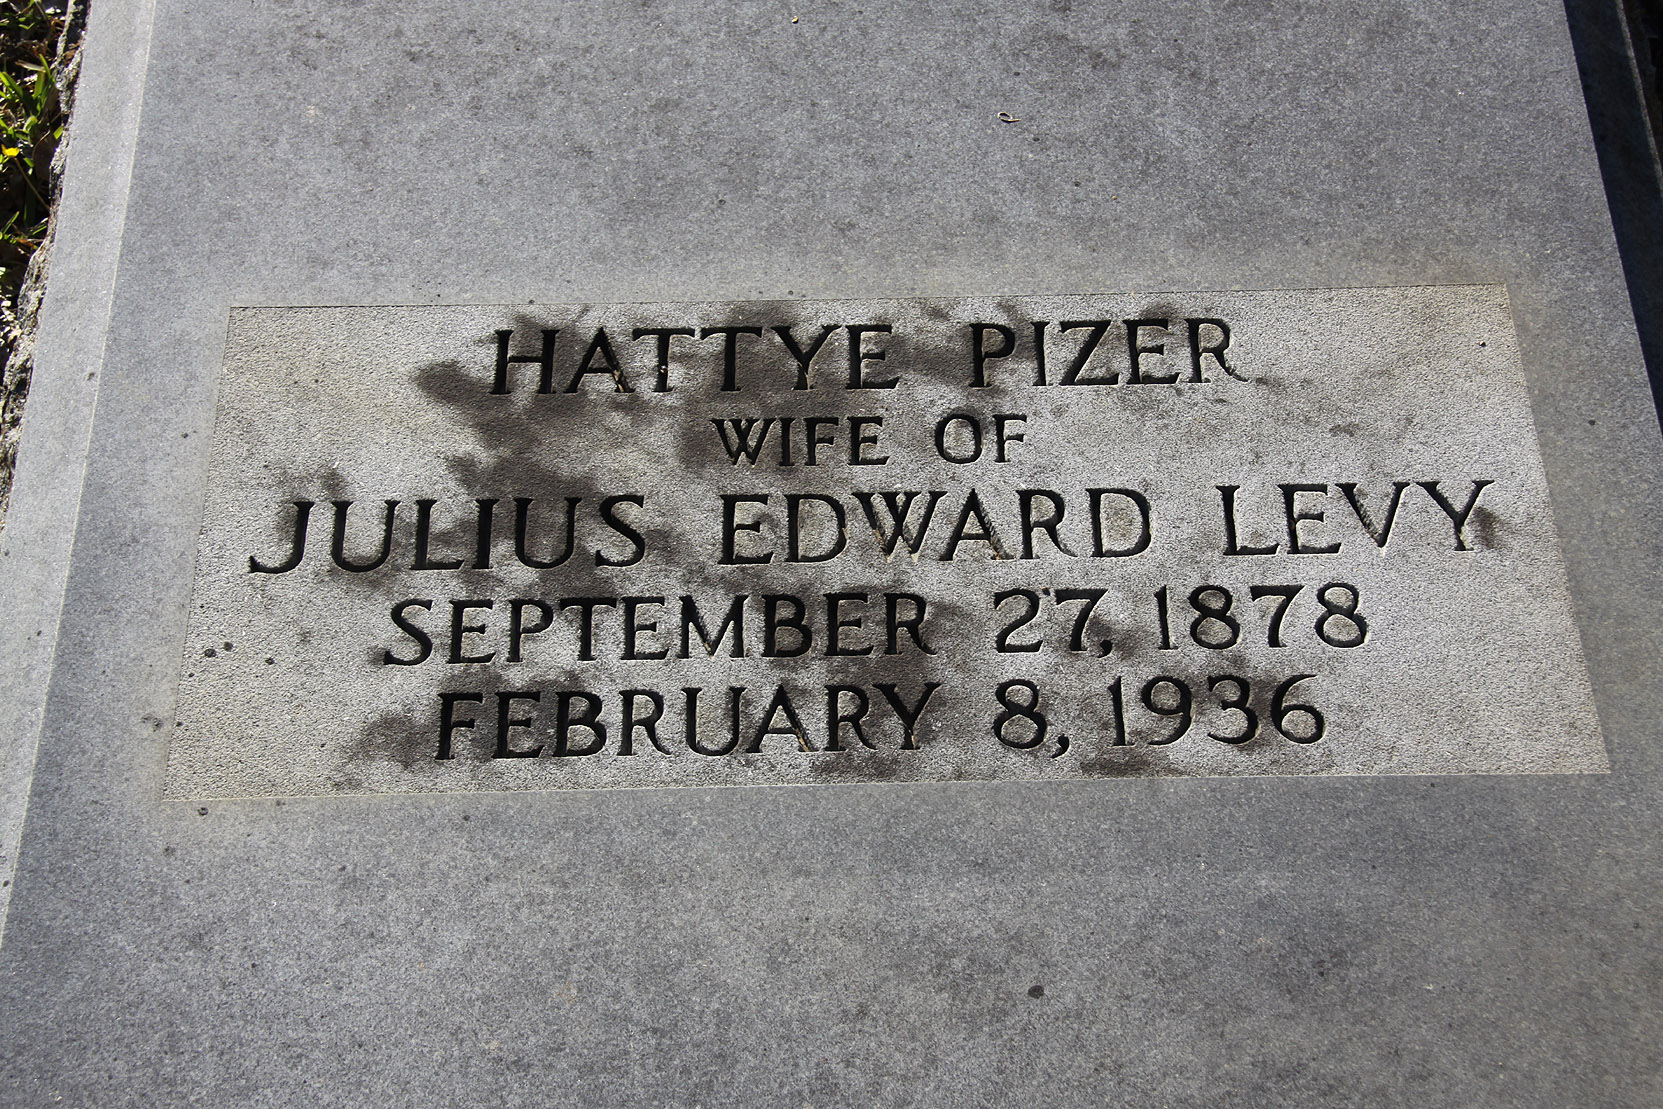 HATTYE PIZER
WIFE OF
JULIUS EDWARD LEVY
SEPTEMBER 27, 1878
FEBRUARY 8, 1936